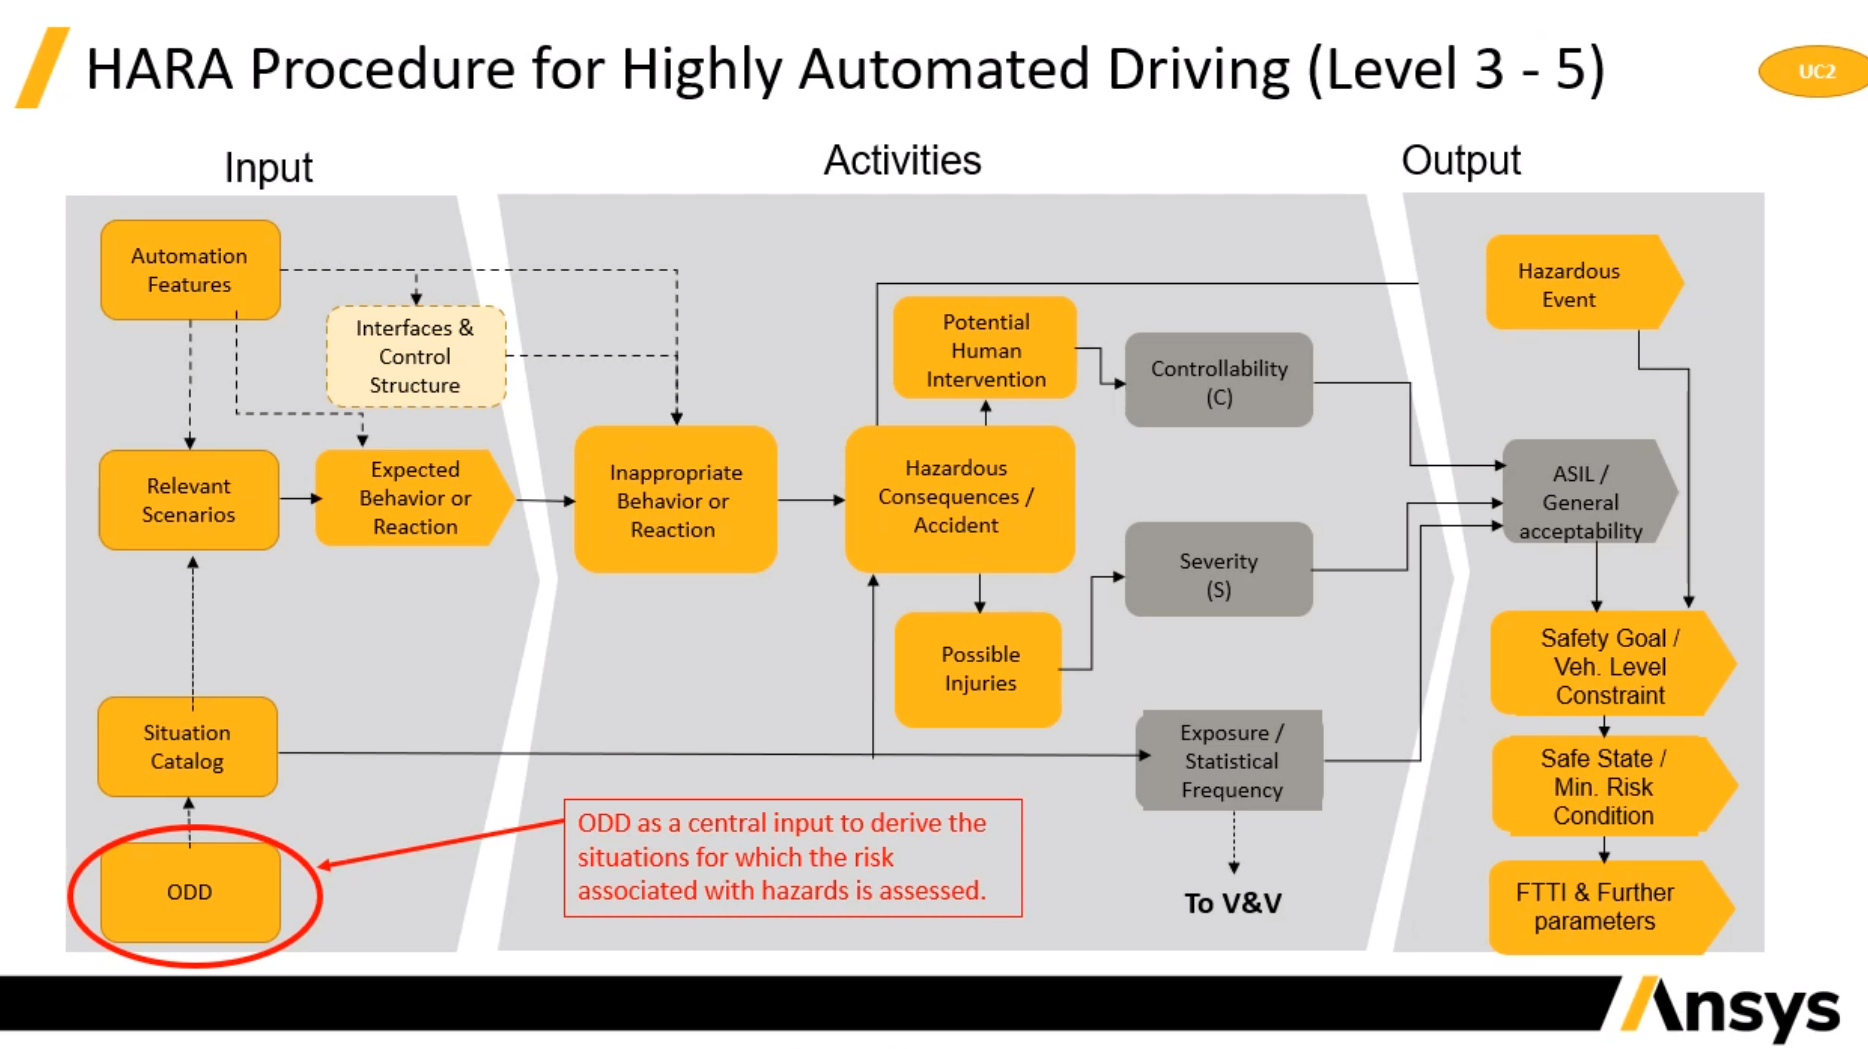 HARA Procedure for Highly Automated Driving (Level 3 - 5)
UC2
Input
Activities
Output
Automation
Features
Interfaces &
Control
Structure
Relevant
Scenarios
Expected
Behavior or
Reaction
Situation
Catalog
ODD
Inappropriate
Behavior or
Reaction
Potential
Human
Intervention
Hazardous
Consequences /
Accident
Possible
Injuries
Controllability
(C)
Severity
(S)
Exposure /
Statistical
Frequency
To V&V
ODD as a central input to derive the
situations for which the risk
associated with hazards is assessed.
Hazardous
Event
ASIL /
General
acceptability
Safety Goal /
Veh. Level
Constraint
Safe State /
Min. Risk
Condition
FTTI & Further
parameters
Ansys